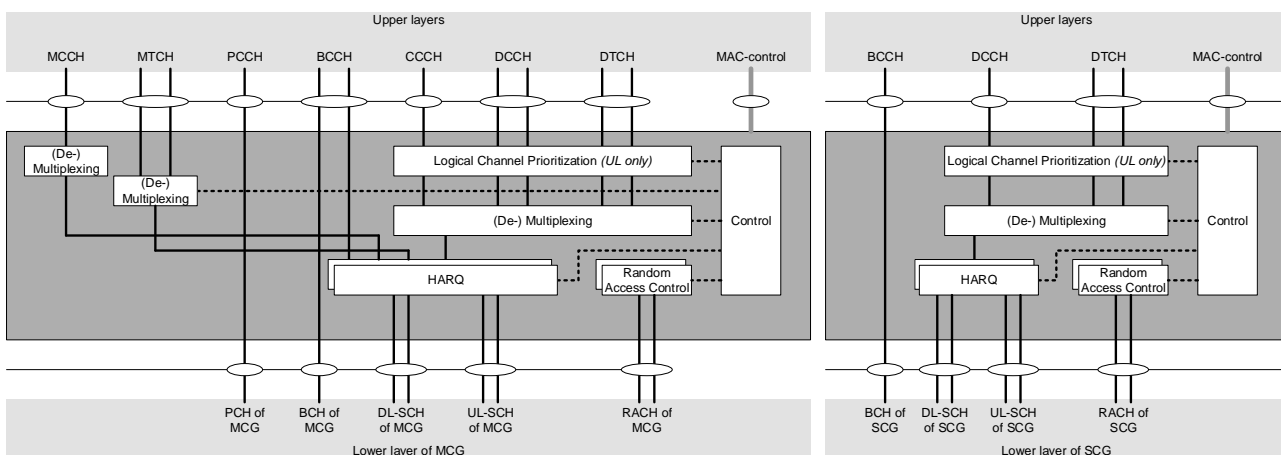 Upper layers
MCCH MTCH PCCH BCCH CCCH DCCH DTCH MAC-control
(De-)
Multiplexing
(De-)
Multiplexing
Logical Channel Prioritization (UL only)
(De-) Multiplexing
Control
HARQ
Random
Access Control
PCH of
MCG
BCH of
MCG
DL-SCH
of MCG
UL-SCH
of MCG
RACH of
MCG
Lower layer of MCG
Upper layers
BCCH DCCH DTCH MAC-control
Logical Channel Prioritization (UL only)
(De-) Multiplexing
Control
HARQ
Random
Access Control
BCH of
SCG
DL-SCH
of SCG
UL-SCH
of SCG
RACH of
SCG
Lower layer of SCG